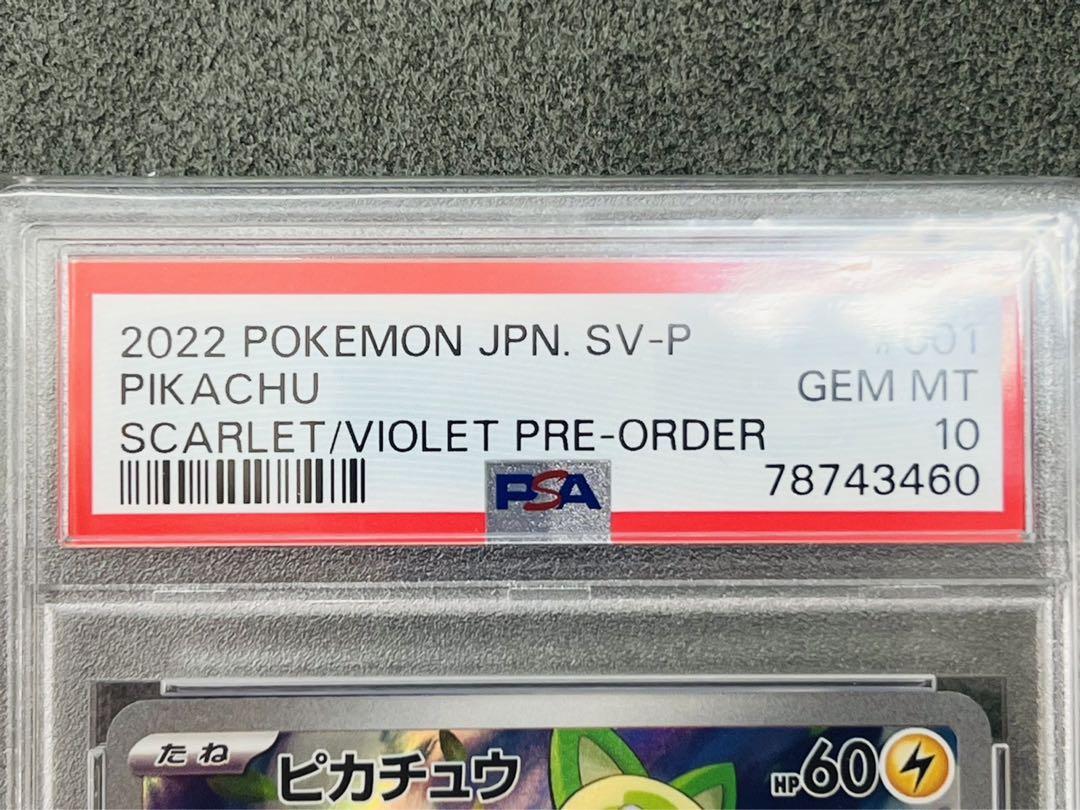 2022 POKEMON JPN. SV-P #001
PIKACHU GEM MT
SCARLET/VIOLET PRE-ORDER 10
PSA 78743460
たね ピカチュウ HP60